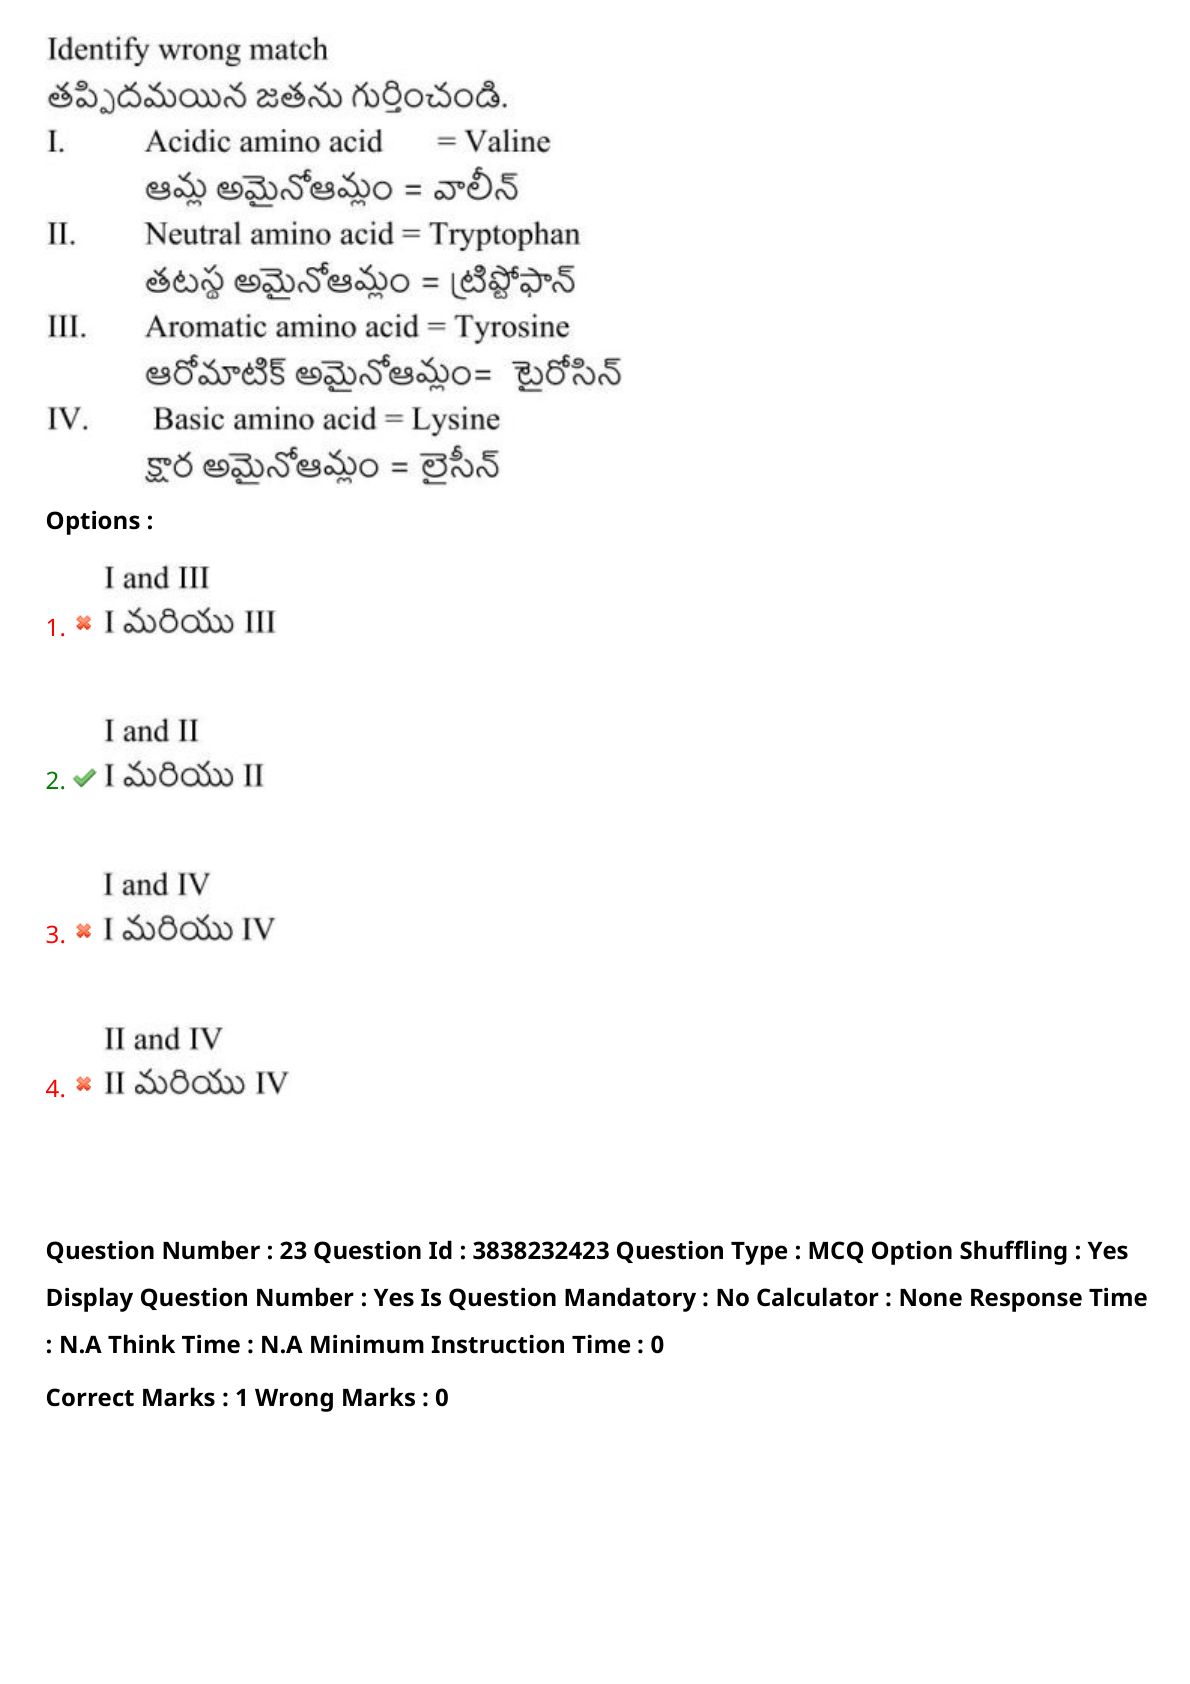 Identify wrong match
తప్పిదమయిన జతను గుర్తించండి.
I. Acidic amino acid = Valine
ఆమ్ల అమైనోఆమ్లం = వాలీన్
II. Neutral amino acid = Tryptophan
తటస్థ అమైనోఆమ్లం = ట్రిప్టోఫాన్
III. Aromatic amino acid = Tyrosine
ఆరోమాటిక్ అమైనోఆమ్లం= టైరోసిన్
IV. Basic amino acid = Lysine
క్షార అమైనోఆమ్లం = లైసీన్
Options :
I and III
1. I మరియు III
I and II
2. I మరియు II
I and IV
3. I మరియు IV
II and IV
4. II మరియు IV
Question Number : 23 Question Id : 3838232423 Question Type : MCQ Option Shuffling : Yes
Display Question Number : Yes Is Question Mandatory : No Calculator : None Response Time
: N.A Think Time : N.A Minimum Instruction Time : 0
Correct Marks : 1 Wrong Marks : 0